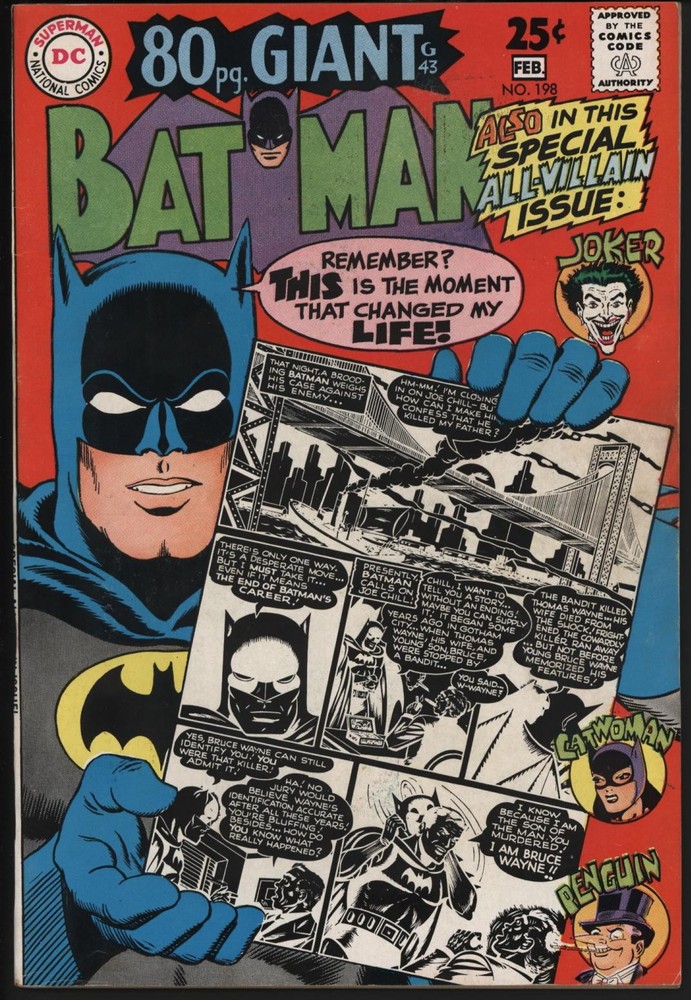 SUPERMAN
DC
NATIONAL COMICS
80 pg. GIANT G
43
25¢
FEB.
NO. 198
APPROVED
BY THE
COMICS
CODE
CA
AUTHORITY
BATMAN
ALSO IN THIS
SPECIAL
ALL-VILLAIN
ISSUE:
JOKER
REMEMBER?
THIS IS THE MOMENT
THAT CHANGED MY
LIFE!
THAT NIGHT, A BROOD-
ING BATMAN WEIGHS
HIS CASE AGAINST
HIS ENEMY...
HM-MM.' I'M CLOSING
IN ON JOE CHILL- BUT
HOW CAN I MAKE HIM
CONFESS THAT HE
KILLED MY FATHER?
THERE'S ONLY ONE WAY.
IT'S A DESPERATE MOVE...
BUT I MUST TAKE IT...
EVEN IF IT MEANS
THE END OF BATMAN'S
CAREER!
PRESENTLY,
BATMAN
CALLS ON
JOE CHILL!
CHILL, I WANT TO
TELL YOU A STORY...
WITHOUT AN ENDING!
MAYBE YOU CAN SUPPLY
IT! IT BEGAN SOME
YEARS AGO IN GOTHAM
CITY... WHEN THOMAS
WAYNE, HIS WIFE, AND
YOUNG SON, BRUCE
WERE STOPPED BY
A BANDIT...
YOU SAID...
W-WAYNE?
THE BANDIT KILLED
THOMAS WAYNE...HIS
WIFE DIED FROM
THE SHOCK! FRIGHT-
ENED THE COWARDLY
KILLER RAN AWAY
...BUT NOT BEFORE
YOUNG BRUCE WAYNE
MEMORIZED HIS
FEATURES!
CATWOMAN
YES, BRUCE WAYNE CAN STILL
IDENTIFY YOU! YOU
WERE THAT KILLER!
ADMIT IT!
HA! NO
JURY WOULD
BELIEVE WAYNE'S
IDENTIFICATION ACCURATE
AFTER ALL THESE YEARS!
YOU'RE BLUFFING!
BESIDES... HOW DO
YOU KNOW WHAT
REALLY HAPPENED?
I KNOW
BECAUSE I AM
THE SON OF
THE MAN YOU
MURDERED!
I AM BRUCE
WAYNE!!
PENGUIN